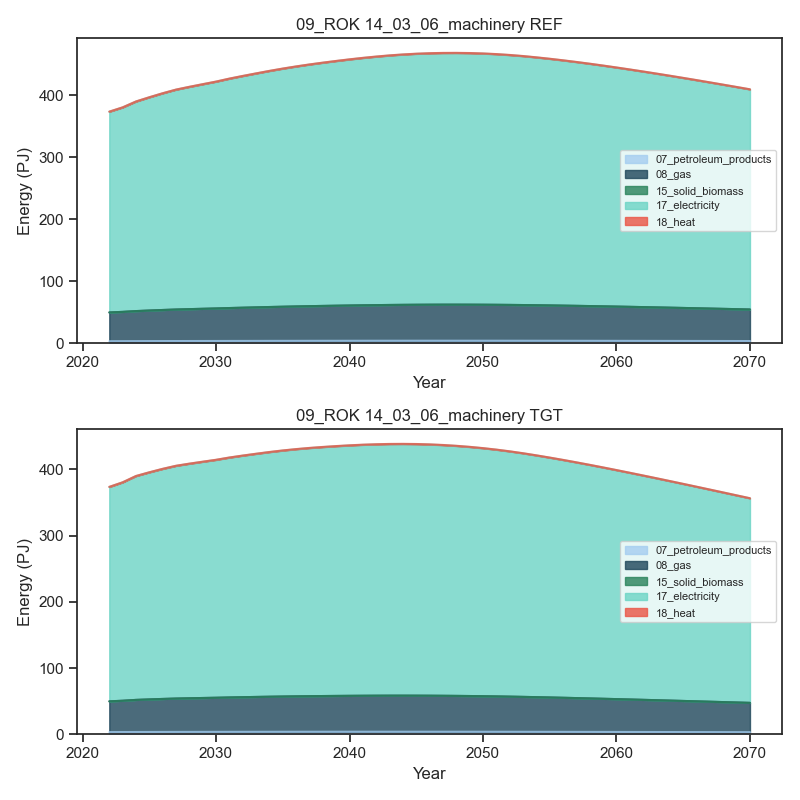 09_ROK 14_03_06_machinery REF
Energy (PJ)
400
300
200
100
0
07_petroleum_products
08_gas
15_solid_biomass
17_electricity
18_heat
2020 2030 2040 2050 2060 2070
Year
09_ROK 14_03_06_machinery TGT
Energy (PJ)
400
300
200
100
0
07_petroleum_products
08_gas
15_solid_biomass
17_electricity
18_heat
2020 2030 2040 2050 2060 2070
Year